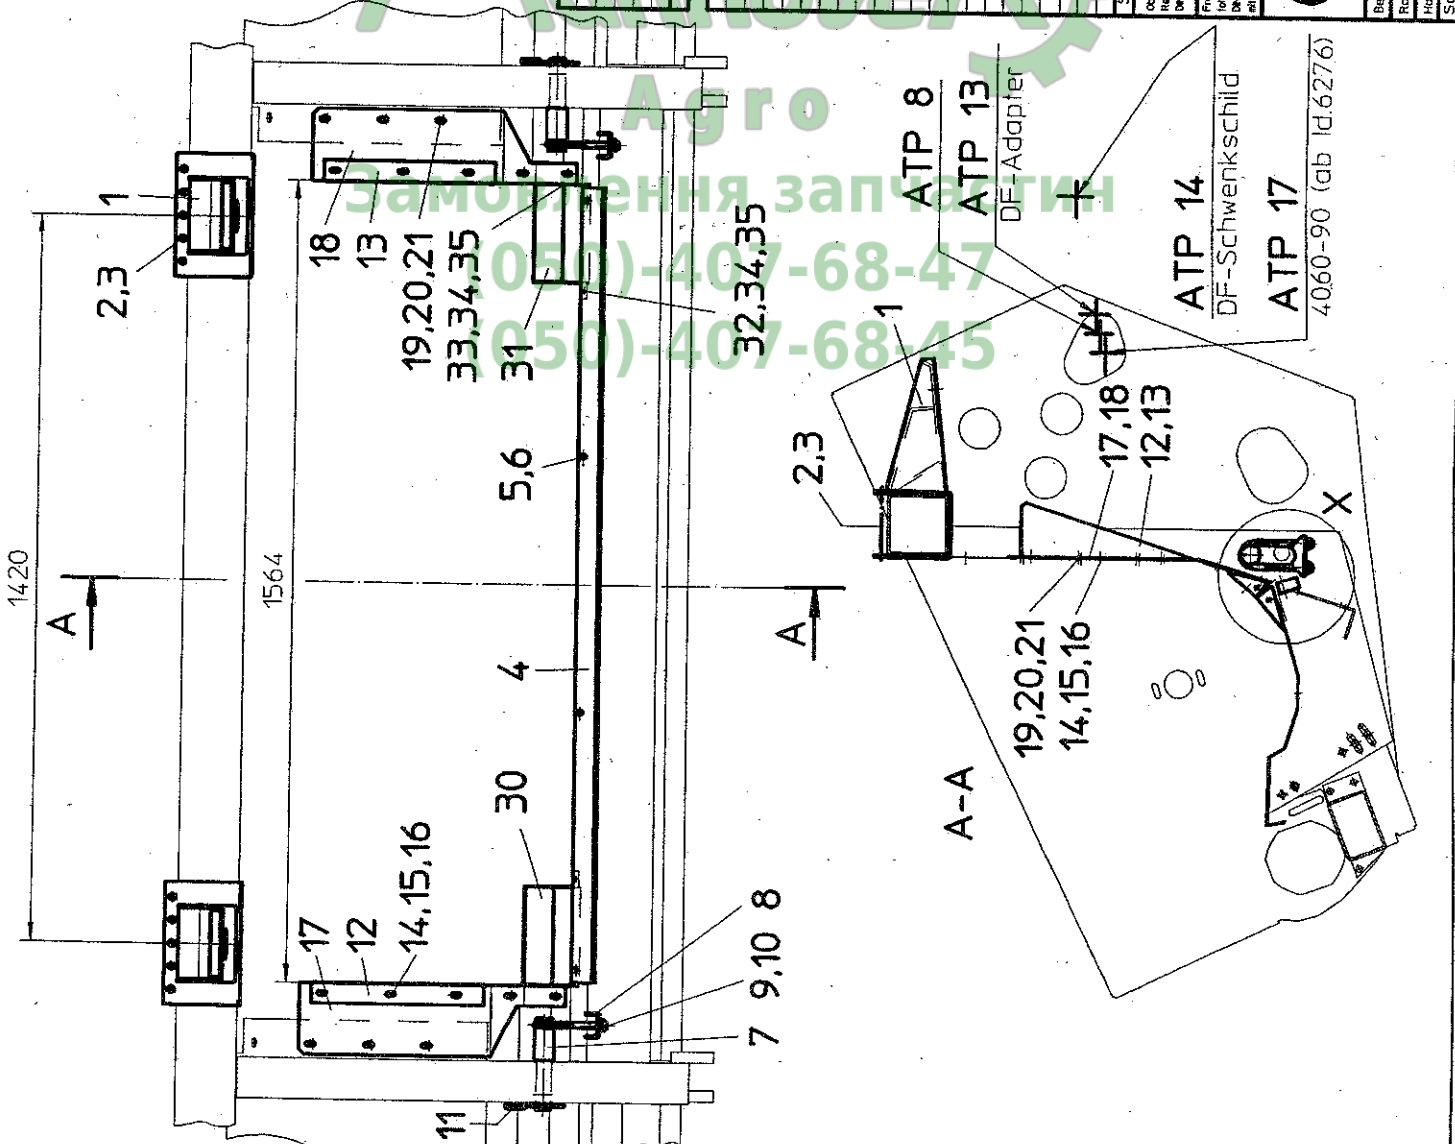 Agro
Замовлення запчастин
(050)-407-68-47
(050)-407-68-45
1420
1564
A
A
1
2,3
18
13
19,20,21
33,34,35
31
32,34,35
5,6
4
30
17
12
14,15,16
11
7
9,10
8
ATP 8
ATP 13
DF-Adapter
ATP 14
DF-Schwenkschild
ATP 17
4060-90 (ab Id.6276)
A-A
2,3
1
17,18
12,13
19,20,21
14,15,16
X